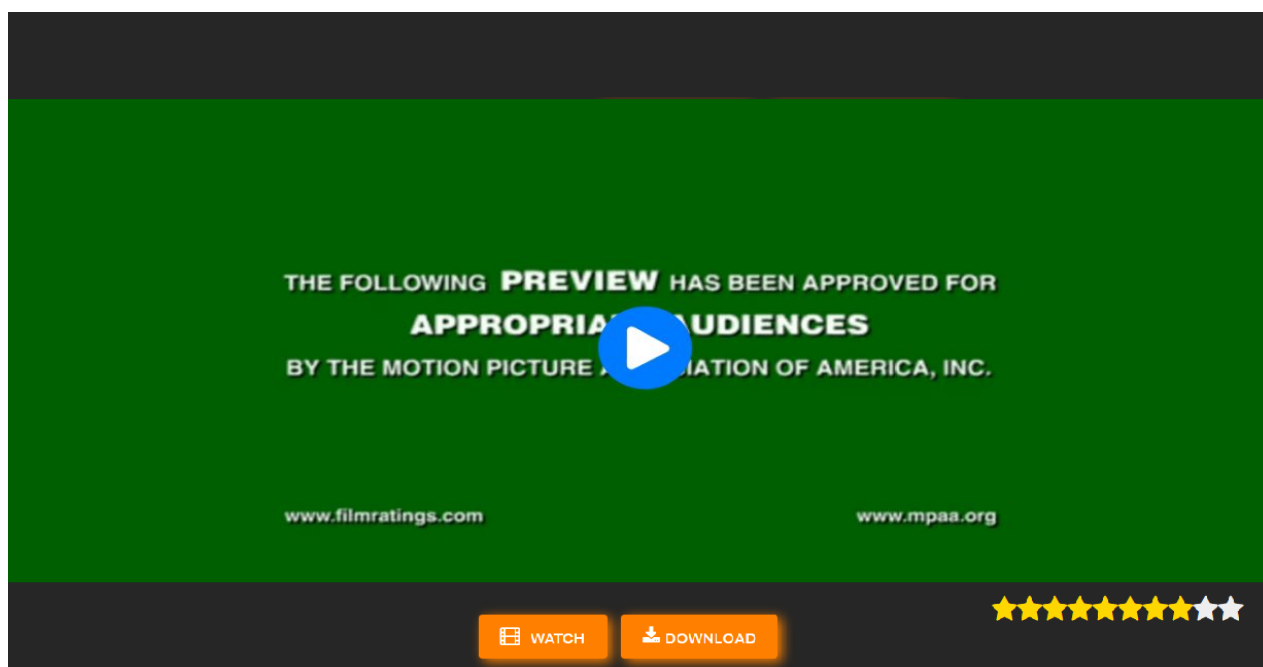 THE FOLLOWING PREVIEW HAS BEEN APPROVED FOR
BY THE MOTION PICTURE OF AMERICA, INC.
www.filmratings.com www.mpaa.org
WATCH DOWNLOAD